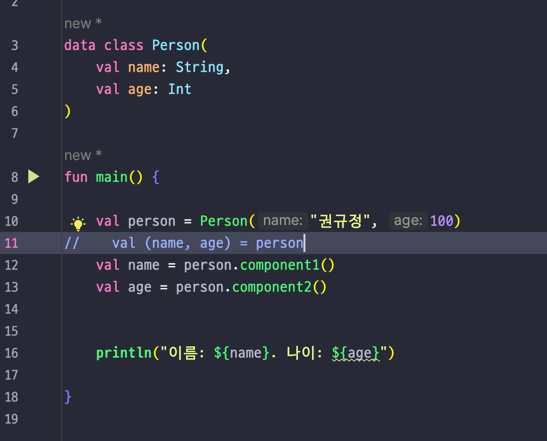 2
new *
3 data class Person(
4 val name: String,
5 val age: Int
6 )
7
new *
8 fun main() {
9
10 val person = Person( name: "권규정", age: 100)
11 // val (name, age) = person
12 val name = person.component1()
13 val age = person.component2()
14
15
16 println("이름: ${name}. 나이: ${age}")
17
18 }
19